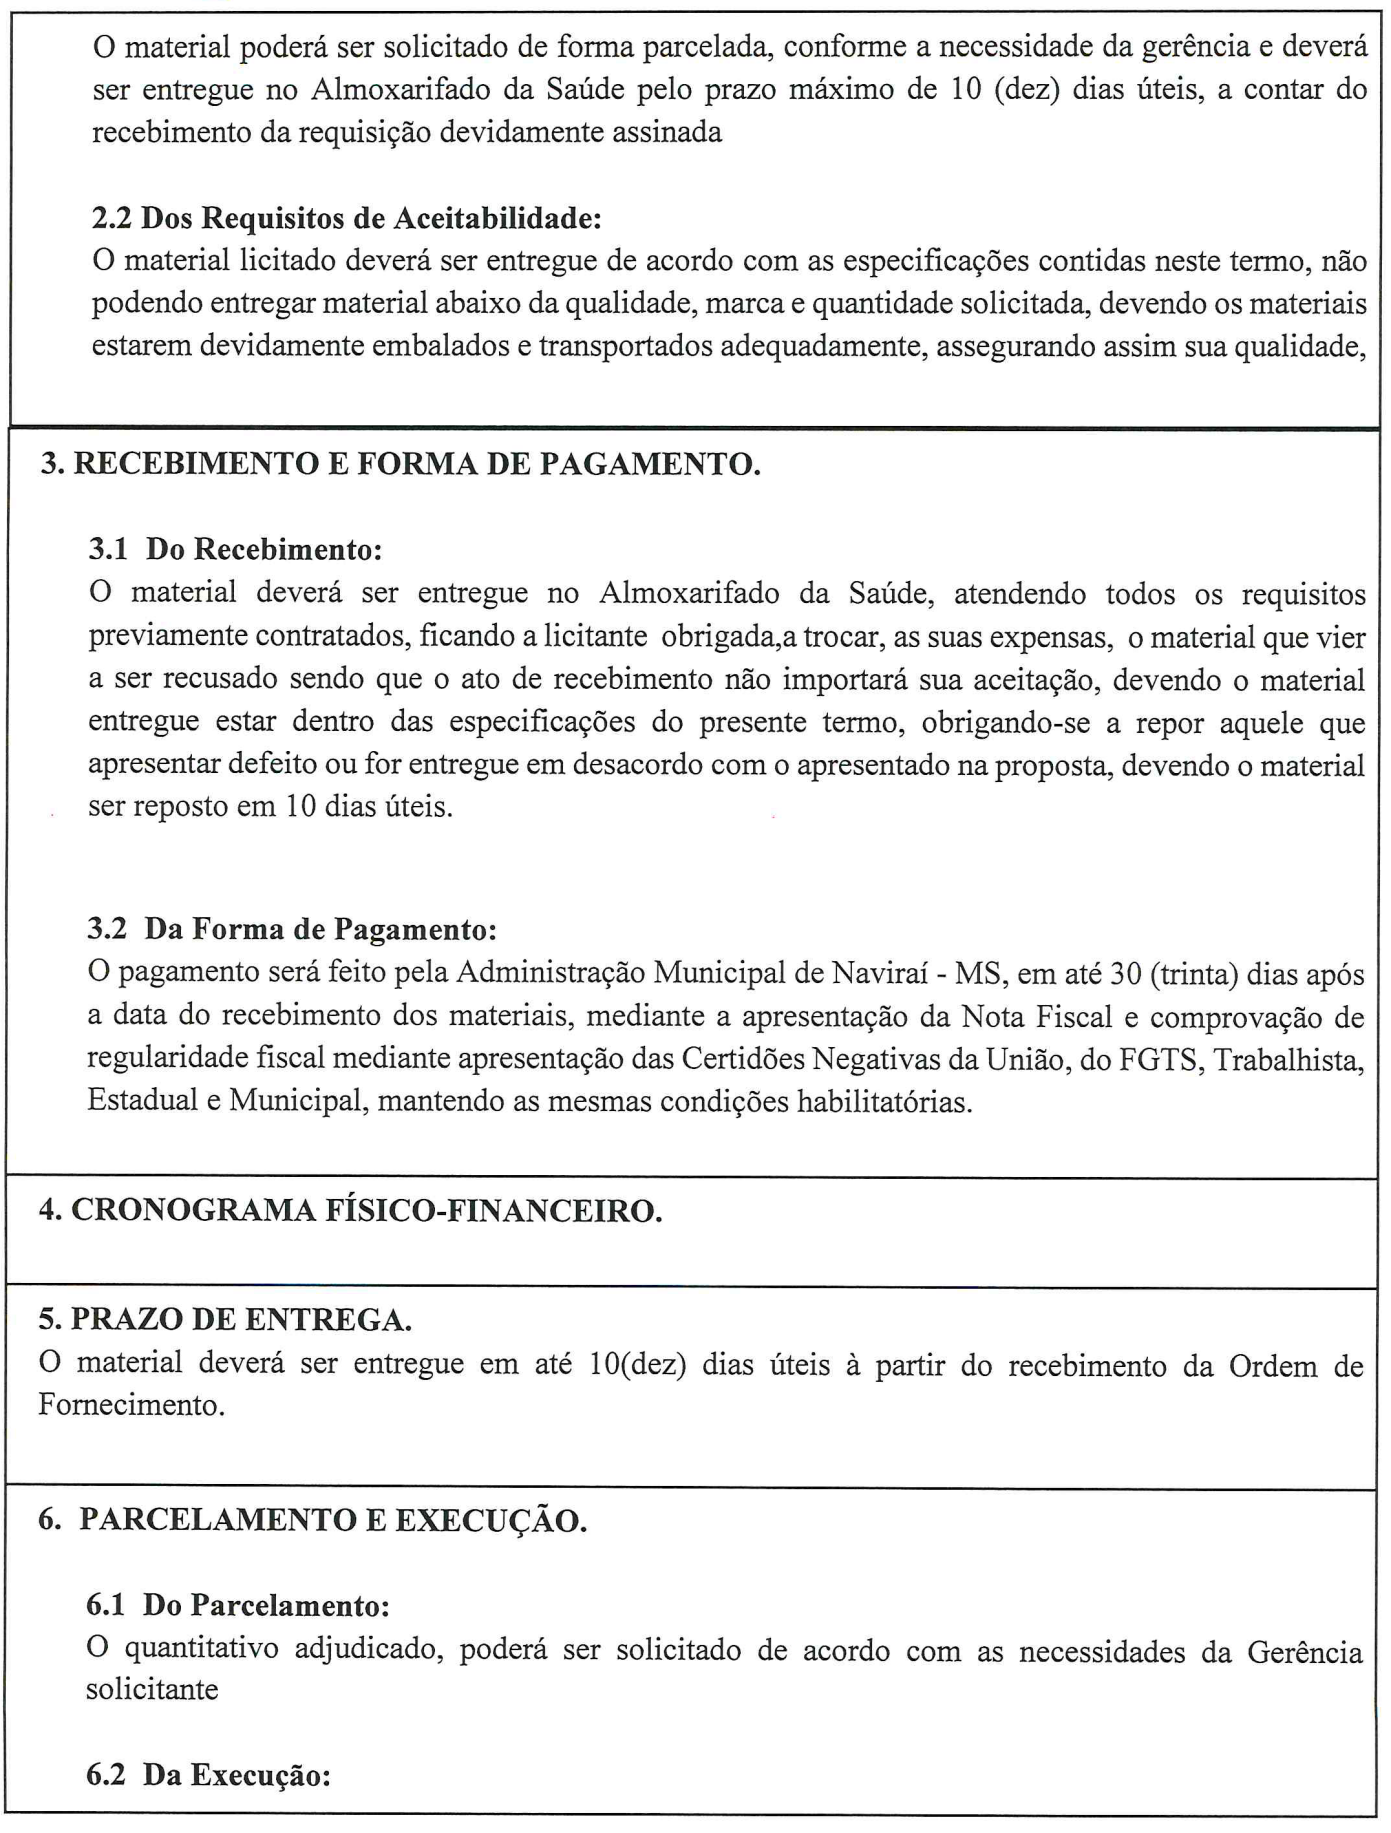 O material poderá ser solicitado de forma parcelada, conforme a necessidade da gerência e deverá
ser entregue no Almoxarifado da Saúde pelo prazo máximo de 10 (dez) dias úteis, a contar do
recebimento da requisição devidamente assinada
2.2 Dos Requisitos de Aceitabilidade:
O material licitado deverá ser entregue de acordo com as especificações contidas neste termo, não
podendo entregar material abaixo da qualidade, marca e quantidade solicitada, devendo os materiais
estarem devidamente embalados e transportados adequadamente, assegurando assim sua qualidade,
3. RECEBIMENTO E FORMA DE PAGAMENTO.
3.1 Do Recebimento:
O material deverá ser entregue no Almoxarifado da Saúde, atendendo todos os requisitos
previamente contratados, ficando a licitante obrigada,a trocar, as suas expensas, o material que vier
a ser recusado sendo que o ato de recebimento não importará sua aceitação, devendo o material
entregue estar dentro das especificações do presente termo, obrigando-se a repor aquele que
apresentar defeito ou for entregue em desacordo com o apresentado na proposta, devendo o material
ser reposto em 10 dias úteis.
3.2 Da Forma de Pagamento:
O pagamento será feito pela Administração Municipal de Naviraí - MS, em até 30 (trinta) dias após
a data do recebimento dos materiais, mediante a apresentação da Nota Fiscal e comprovação de
regularidade fiscal mediante apresentação das Certidões Negativas da União, do FGTS, Trabalhista,
Estadual e Municipal, mantendo as mesmas condições habilitatórias.
4. CRONOGRAMA FÍSICO-FINANCEIRO.
5. PRAZO DE ENTREGA.
O material deverá ser entregue em até 10(dez) dias úteis à partir do recebimento da Ordem de
Fornecimento.
6. PARCELAMENTO E EXECUÇÃO.
6.1 Do Parcelamento:
O quantitativo adjudicado, poderá ser solicitado de acordo com as necessidades da Gerência
solicitante
6.2 Da Execução: